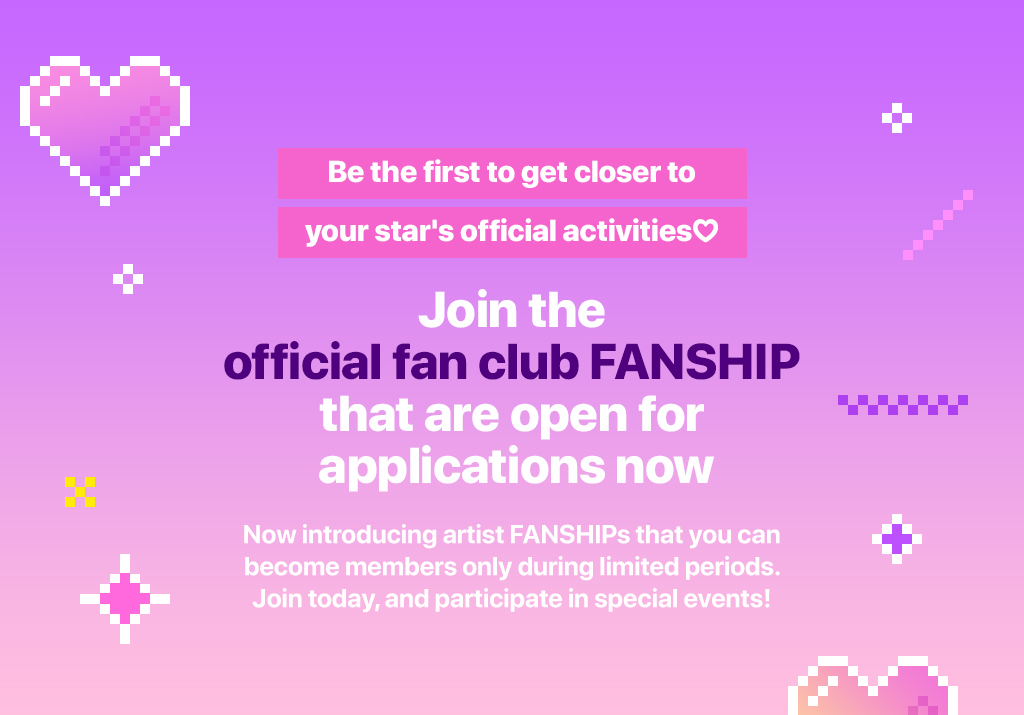 Be the first to get closer to
your star's official activities♡
Join the
official fan club FANSHIP
that are open for
applications now
Now introducing artist FANSHIPs that you can
become members only during limited periods.
Join today, and participate in special events!